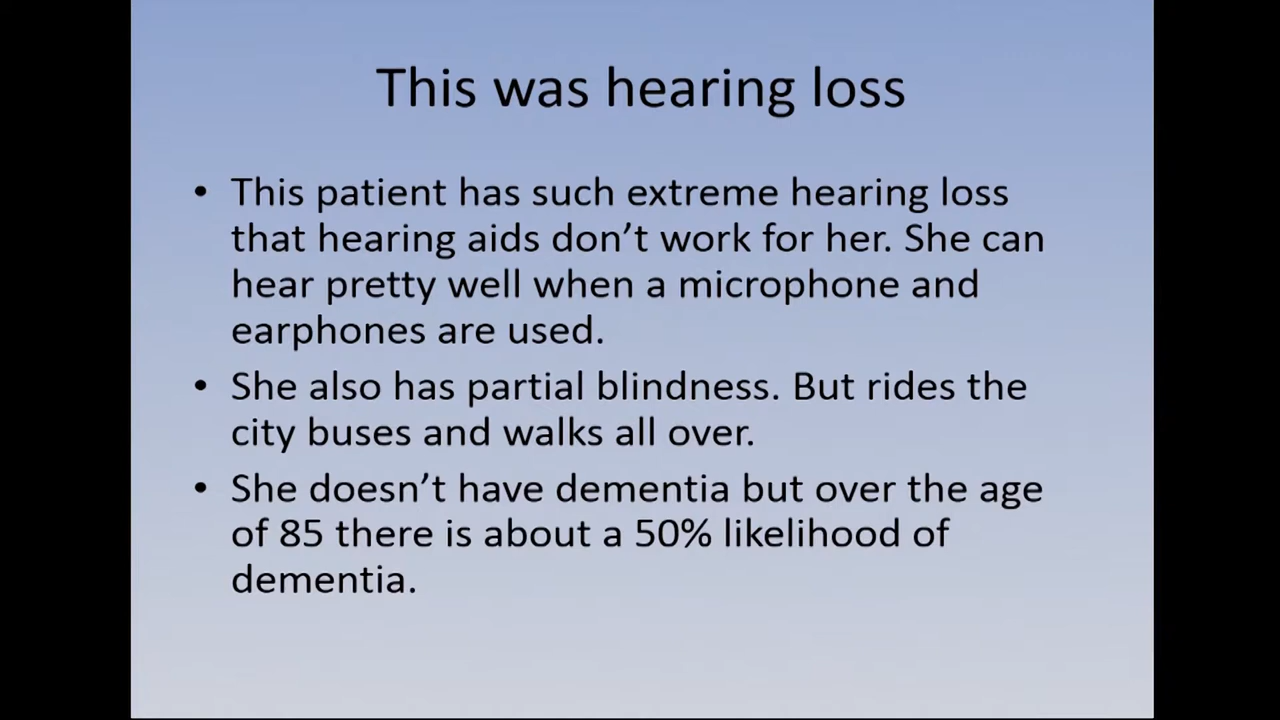 This was hearing loss
• This patient has such extreme hearing loss
that hearing aids don’t work for her. She can
hear pretty well when a microphone and
earphones are used.
• She also has partial blindness. But rides the
city buses and walks all over.
• She doesn’t have dementia but over the age
of 85 there is about a 50% likelihood of
dementia.